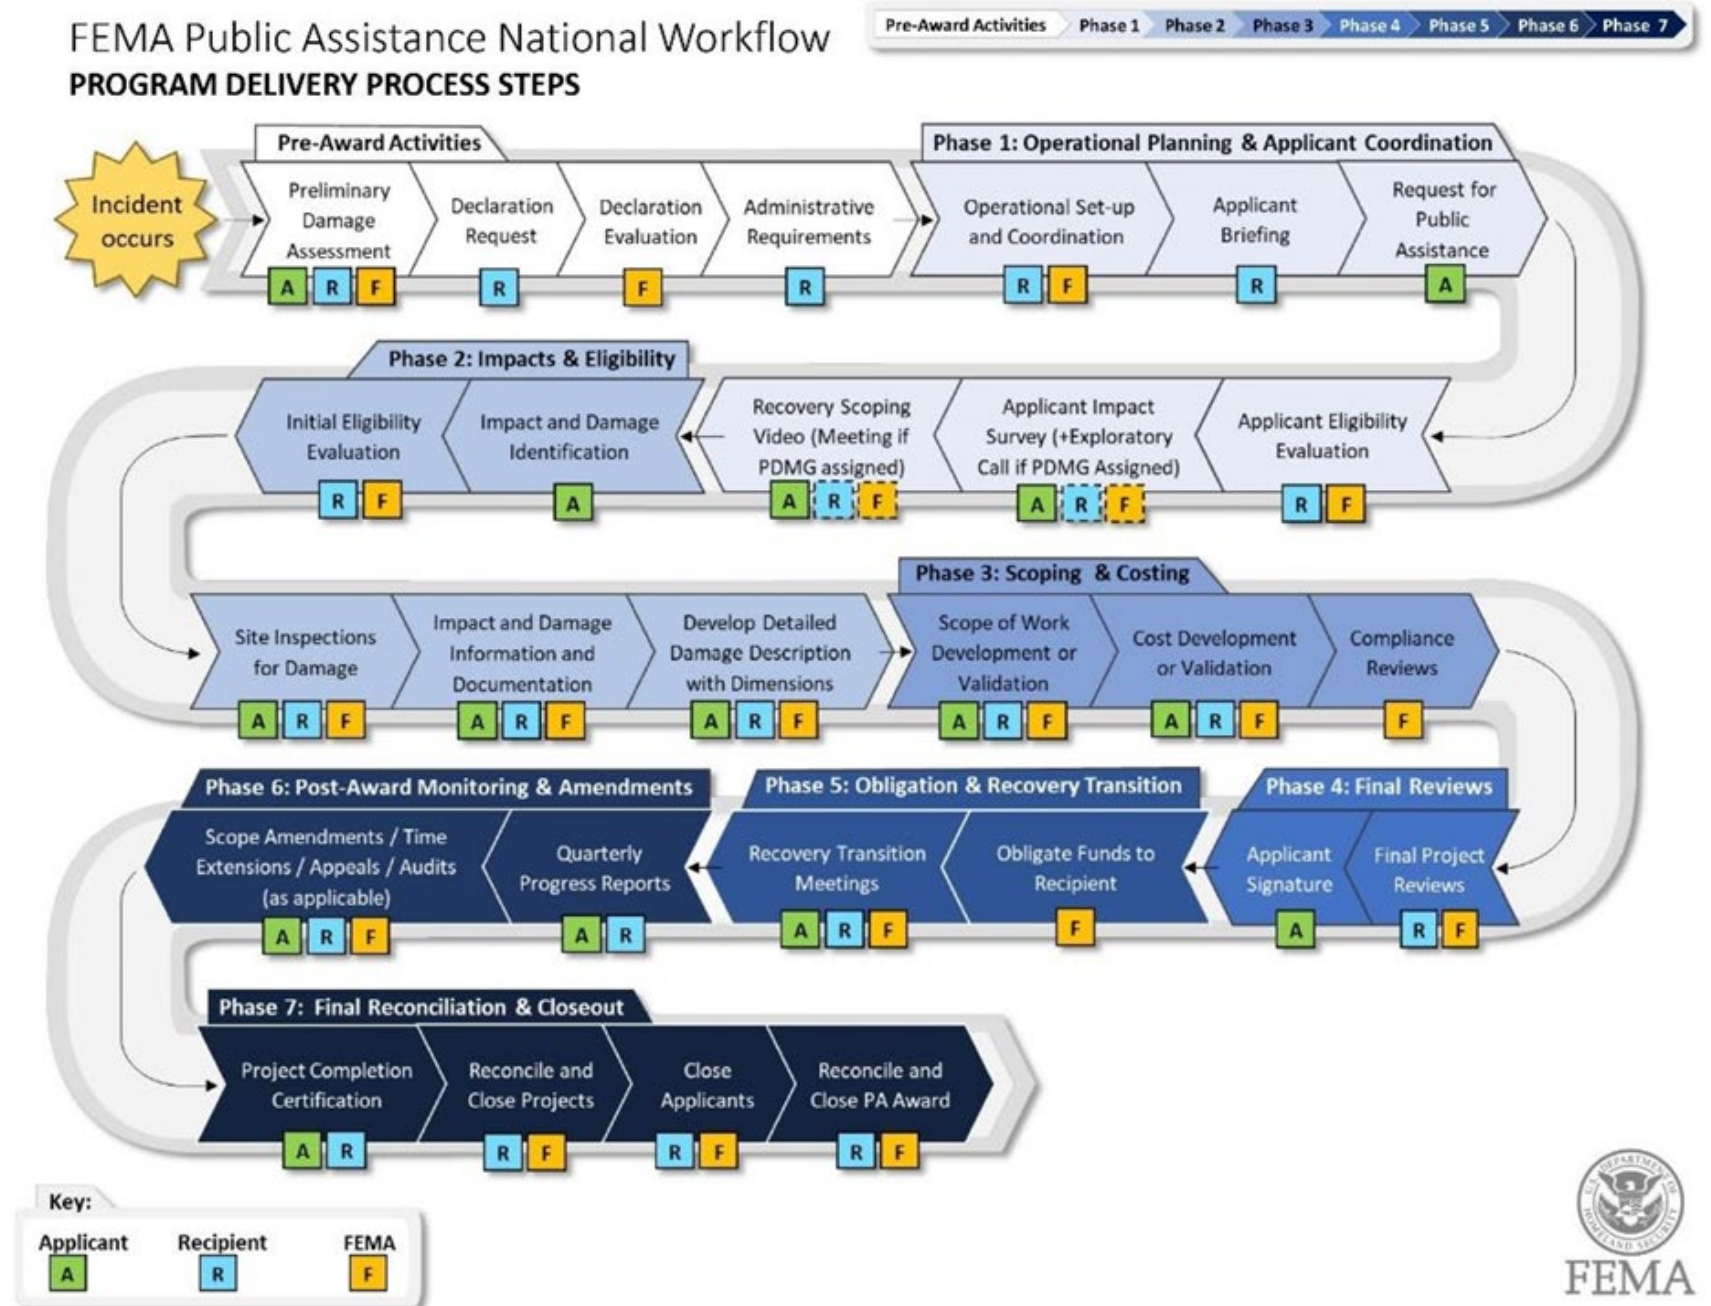 FEMA Public Assistance National Workflow
PROGRAM DELIVERY PROCESS STEPS
Pre-Award Activities
Phase 1
Phase 2
Phase 3
Phase 4
Phase 5
Phase 6
Phase 7
Incident
occurs
Pre-Award Activities
Preliminary
Damage
Assessment
A R F
Declaration
Request
R
Declaration
Evaluation
F
Administrative
Requirements
R
Phase 1: Operational Planning & Applicant Coordination
Operational Set-up
and Coordination
R F
Applicant
Briefing
R
Request for
Public
Assistance
A
Applicant Eligibility
Evaluation
R F
Applicant Impact
Survey (+Exploratory
Call if PDMG Assigned)
A R F
Recovery Scoping
Video (Meeting if
PDMG assigned)
A R F
Phase 2: Impacts & Eligibility
Impact and Damage
Identification
A
Initial Eligibility
Evaluation
R F
Site Inspections
for Damage
A R F
Impact and Damage
Information and
Documentation
A R F
Develop Detailed
Damage Description
with Dimensions
A R F
Phase 3: Scoping & Costing
Scope of Work
Development or
Validation
A R F
Cost Development
or Validation
A R F
Compliance
Reviews
F
Phase 4: Final Reviews
Final Project
Reviews
R F
Applicant
Signature
A
Phase 5: Obligation & Recovery Transition
Obligate Funds to
Recipient
F
Recovery Transition
Meetings
A R F
Phase 6: Post-Award Monitoring & Amendments
Quarterly
Progress Reports
A R
Scope Amendments / Time
Extensions / Appeals / Audits
(as applicable)
A R F
Phase 7: Final Reconciliation & Closeout
Project Completion
Certification
A R
Reconcile and
Close Projects
R F
Close
Applicants
R F
Reconcile and
Close PA Award
R F
Key:
Applicant
A
Recipient
R
FEMA
F
U.S. DEPARTMENT OF
HOMELAND SECURITY
FEMA